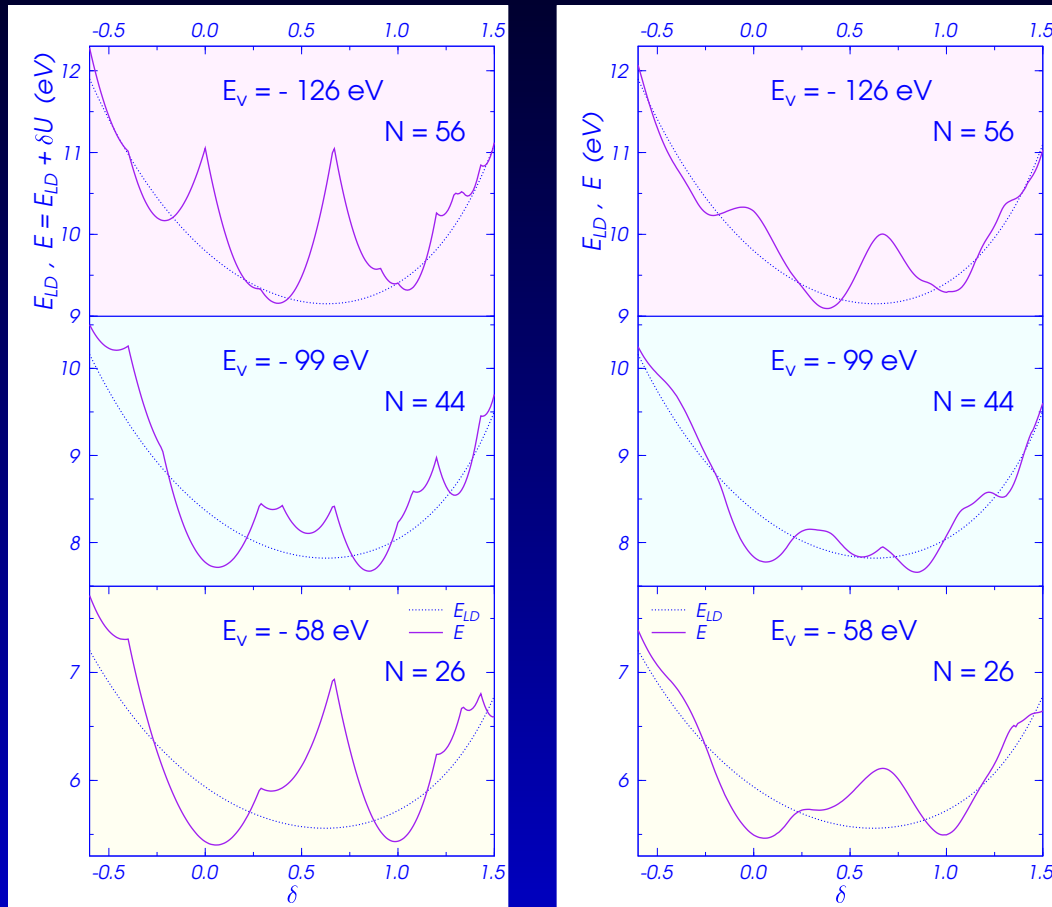 -0.5 0.0 0.5 1.0 1.5
E_LD , E = E_LD + δU (eV)
12
11
10
9
E_v = - 126 eV
N = 56
10
9
8
E_v = - 99 eV
N = 44
7
6
E_v = - 58 eV
N = 26
E_LD
E
-0.5 0.0 0.5 1.0 1.5
δ
-0.5 0.0 0.5 1.0 1.5
E_LD , E (eV)
12
11
10
9
E_v = - 126 eV
N = 56
10
9
8
E_v = - 99 eV
N = 44
7
6
E_LD
E
E_v = - 58 eV
N = 26
-0.5 0.0 0.5 1.0 1.5
δ